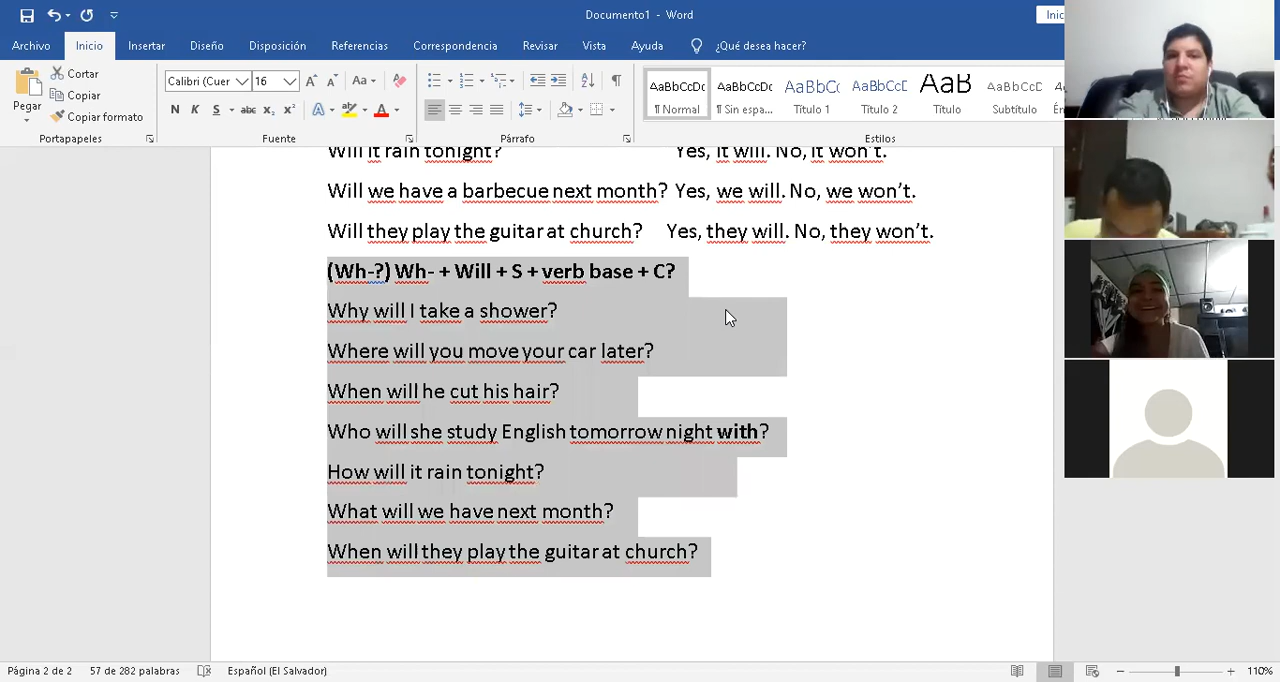 Documento1 - Word
Inic
Archivo Inicio Insertar Diseño Disposición Referencias Correspondencia Revisar Vista Ayuda ¿Qué desea hacer?
Pegar
Cortar
Copiar
Copiar formato
Portapapeles
Calibri (Cuer 16
Fuente
Párrafo
AaBbCcDc AaBbCcDc AaBbCc AaBbCcD AaB AaBbCcD
¶ Normal ¶ Sin espa... Título 1 Título 2 Título Subtítulo
Estilos
Will it rain tonight? Yes, it will. No, it won't.
Will we have a barbecue next month? Yes, we will. No, we won't.
Will they play the guitar at church? Yes, they will. No, they won't.
(Wh-?) Wh- + Will + S + verb base + C?
Why will I take a shower?
Where will you move your car later?
When will he cut his hair?
Who will she study English tomorrow night with?
How will it rain tonight?
What will we have next month?
When will they play the guitar at church?
Página 2 de 2 57 de 282 palabras Español (El Salvador) 110%